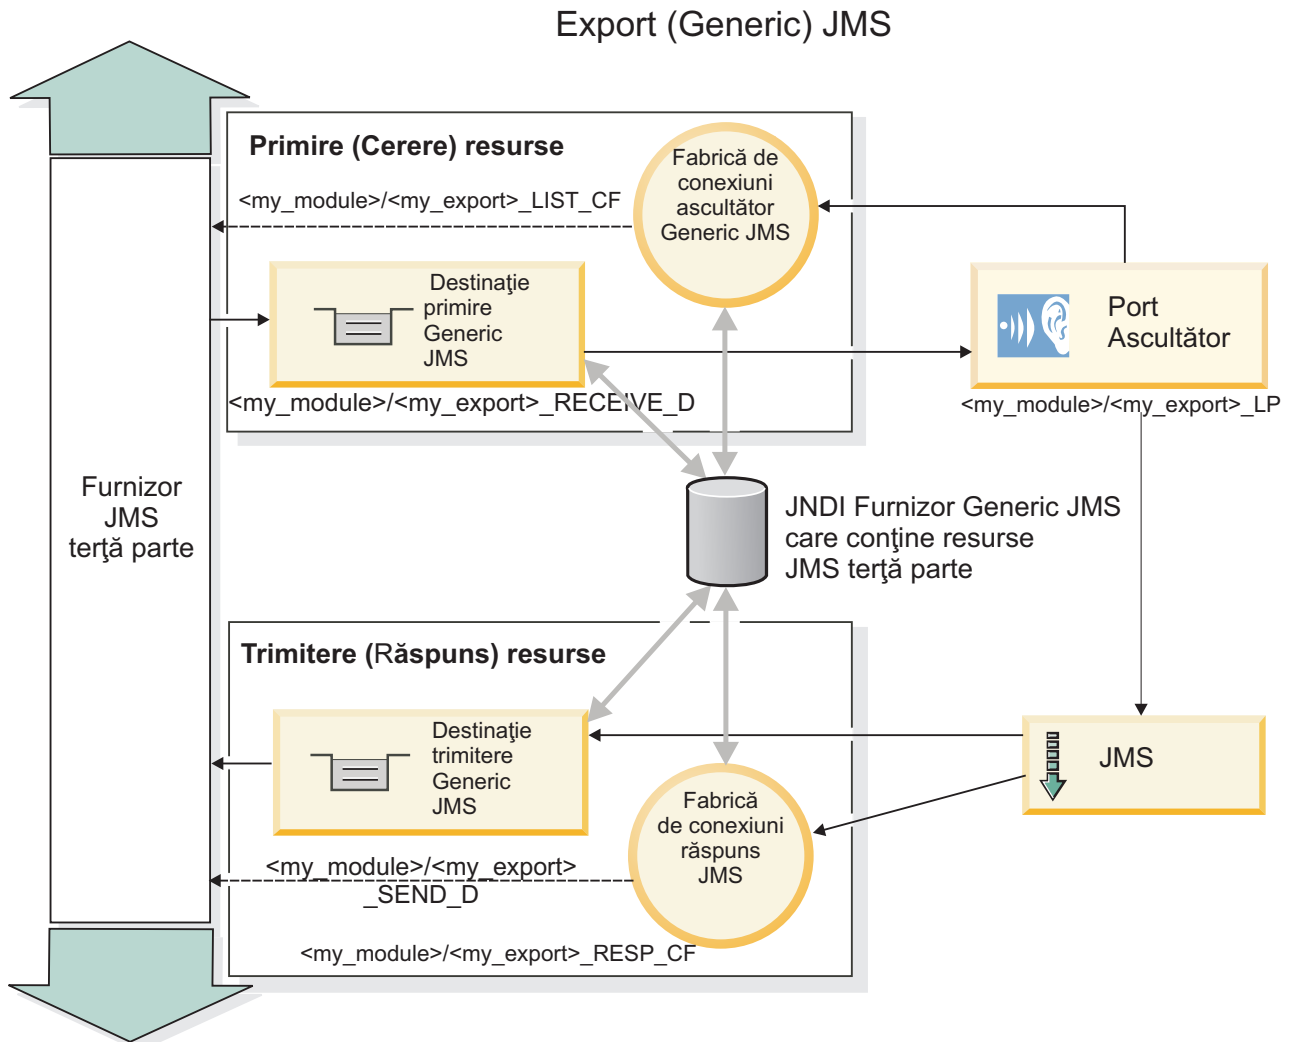 Export (Generic) JMS
Primire (Cerere) resurse
Fabrică de
conexiuni
ascultător
Generic JMS
<my_module>/<my_export>_LIST_CF
Destinaţie
primire
Generic
JMS
<my_module>/<my_export>_RECEIVE_D
Port
Ascultător
<my_module>/<my_export>_LP
Furnizor
JMS
terţă parte
JNDI Furnizor Generic JMS
care conţine resurse
JMS terţă parte
Trimitere (Răspuns) resurse
Destinaţie
trimitere
Generic
JMS
JMS
Fabrică
de conexiuni
răspuns
JMS
<my_module>/<my_export>
_SEND_D
<my_module>/<my_export>_RESP_CF